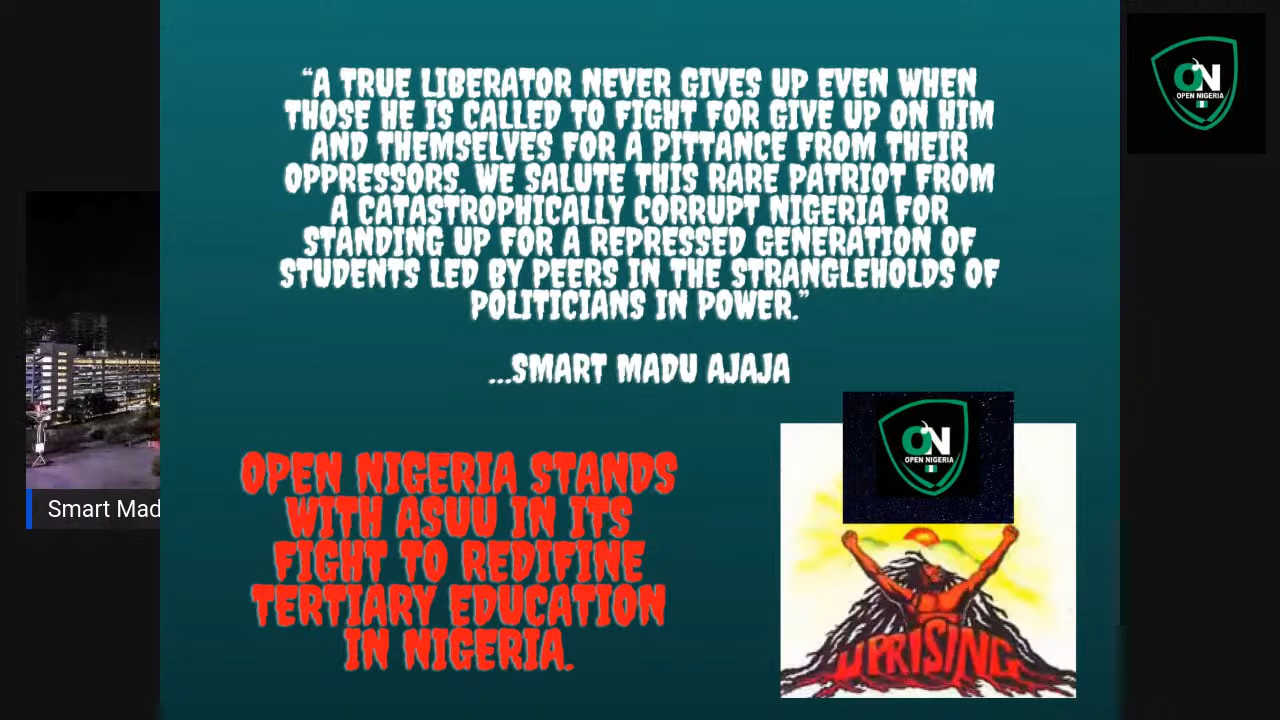 “A TRUE LIBERATOR NEVER GIVES UP EVEN WHEN
THOSE HE IS CALLED TO FIGHT FOR GIVE UP ON HIM
AND THEMSELVES FOR A PITTANCE FROM THEIR
OPPRESSORS. WE SALUTE THIS RARE PATRIOT FROM
A CATASTROPHICALLY CORRUPT NIGERIA FOR
STANDING UP FOR A REPRESSED GENERATION OF
STUDENTS LED BY PEERS IN THE STRANGLEHOLDS OF
POLITICIANS IN POWER.”
...SMART MADU AJAJA
OPEN NIGERIA STANDS
WITH ASUU IN ITS
FIGHT TO REDIFINE
TERTIARY EDUCATION
IN NIGERIA.
ON
OPEN NIGERIA
UPRISING
Smart Mad
ON
OPEN NIGERIA